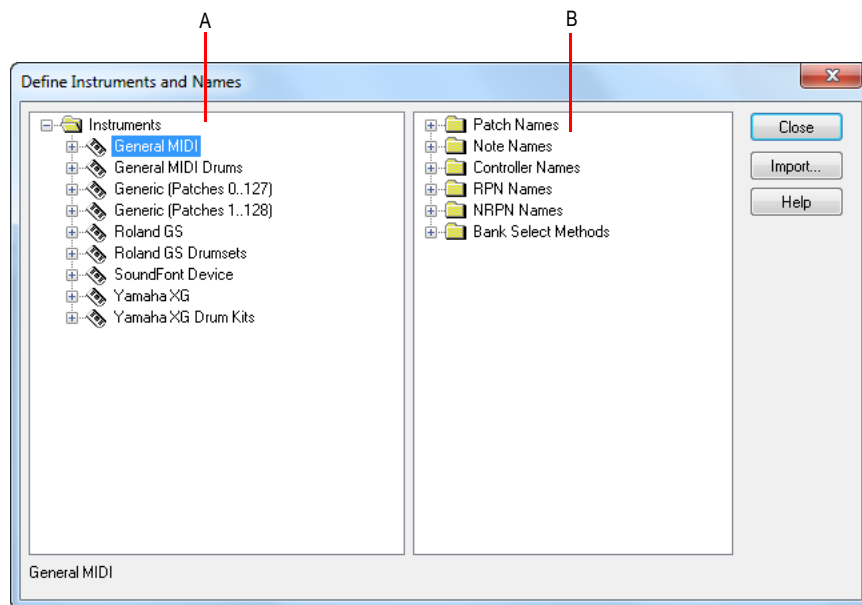 A
B
Define Instruments and Names
Instruments
General MIDI
General MIDI Drums
Generic (Patches 0..127)
Generic (Patches 1..128)
Roland GS
Roland GS Drumsets
SoundFont Device
Yamaha XG
Yamaha XG Drum Kits
Patch Names
Note Names
Controller Names
RPN Names
NRPN Names
Bank Select Methods
Close
Import...
Help
General MIDI